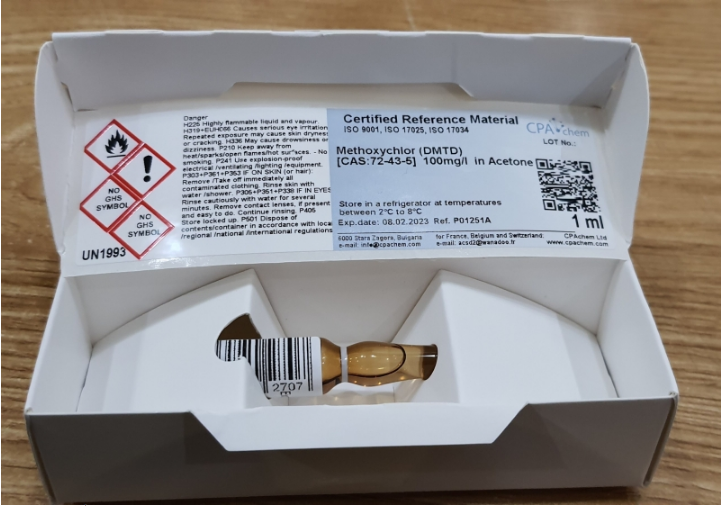 Danger
H225 Highly flammable liquid and vapour
H319+EUH066 Causes serious eye irritation
Repeated exposure may cause skin dryness
or cracking. H336 May cause drowsiness or
dizziness. P210 Keep away from
heat/sparks/open flames/hot surfaces. - No
smoking. P241 Use explosion-proof
electrical /ventilating /lighting /equipment.
P303+P361+P353 IF ON SKIN (or hair):
Remove /Take off immediately all
contaminated clothing. Rinse skin with
water /shower. P305+P351+P338 IF IN EYES
Rinse cautiously with water for several
minutes. Remove contact lenses, if present
and easy to do. Continue rinsing. P405
Store locked up. P501 Dispose of
contents/container in accordance with local
/regional /national /international regulations
NO
GHS
SYMBOL
NO
GHS
SYMBOL
UN1993
Certified Reference Material
ISO 9001, ISO 17025, ISO 17034
CPAchem
LOT No.:
Methoxychlor (DMTD)
[CAS:72-43-5] 100mg/l in Acetone
Store in a refrigerator at temperatures
between 2°C to 8°C
Exp.date: 08.02.2023 Ref. P01251A
1 ml
6000 Stara Zagora, Bulgaria
e-mail: info@cpachem.com
for France, Belgium and Switzerland:
e-mail: acsd2@wanadoo.fr
CPAchem Ltd
www.cpachem.com
2707